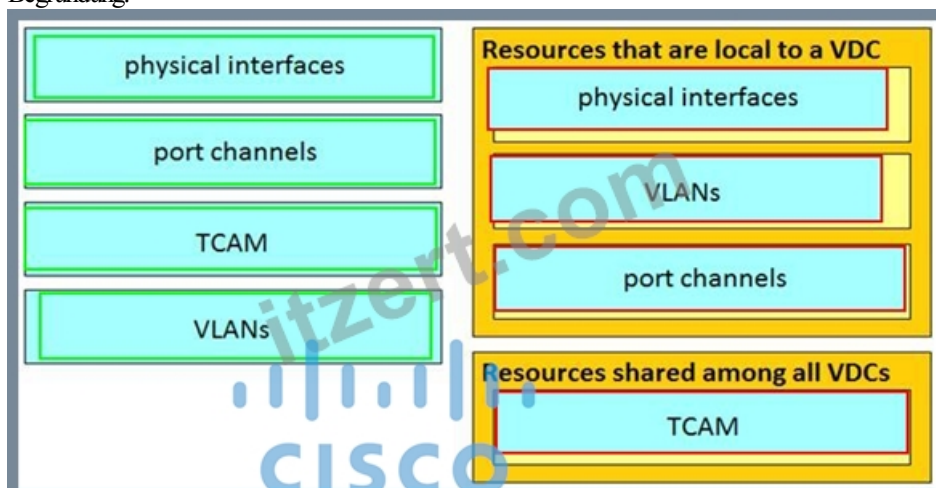 Begründung:
physical interfaces
port channels
TCAM
VLANs
Resources that are local to a VDC
physical interfaces
VLANs
port channels
Resources shared among all VDCs
TCAM
itzert.com
CISCO